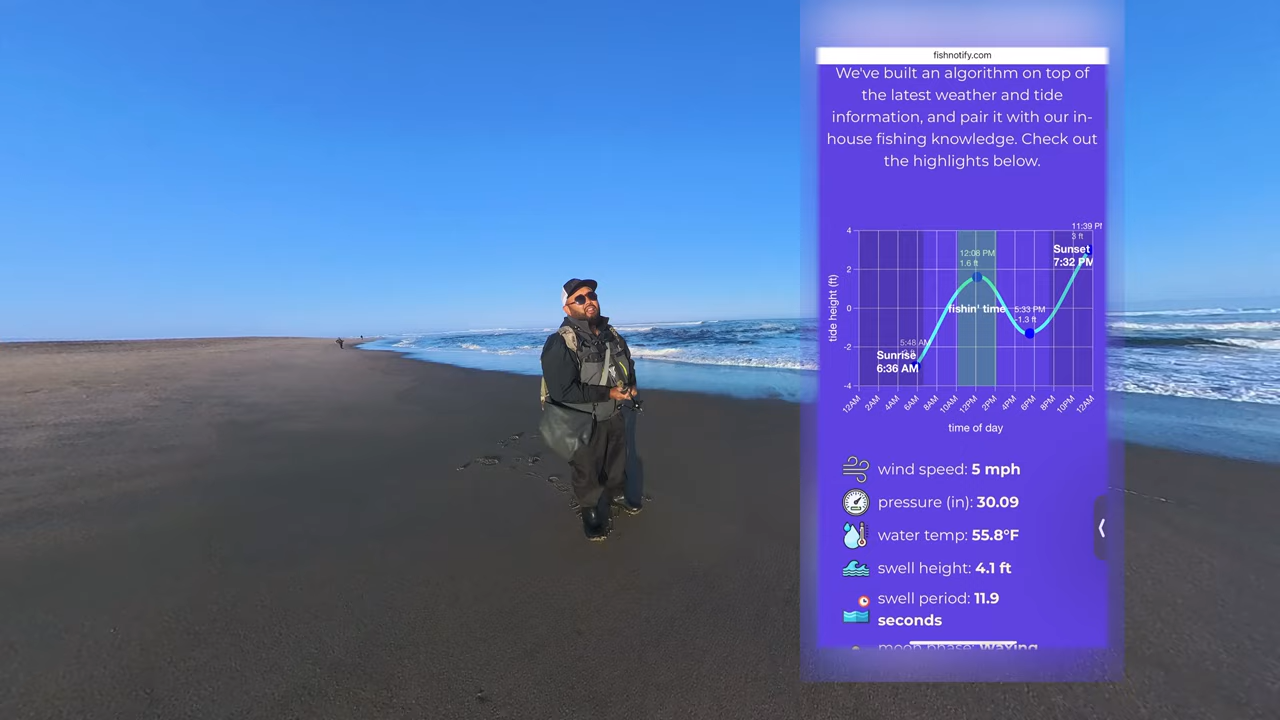 fishnotify.com
We've built an algorithm on top of
the latest weather and tide
information, and pair it with our in-
house fishing knowledge. Check out
the highlights below.
11:39 PM
3 ft
Sunset
7:32 PM
12:08 PM
1.6 ft
fishin' time
5:33 PM
-1.3 ft
5:48 AM
Sunrise
6:36 AM
tide height (ft)
4
2
0
-2
-4
12AM 2AM 4AM 6AM 8AM 10AM 12PM 2PM 4PM 6PM 8PM 10PM 12AM
time of day
wind speed: 5 mph
pressure (in): 30.09
water temp: 55.8°F
swell height: 4.1 ft
swell period: 11.9
seconds
moon phase: waxing